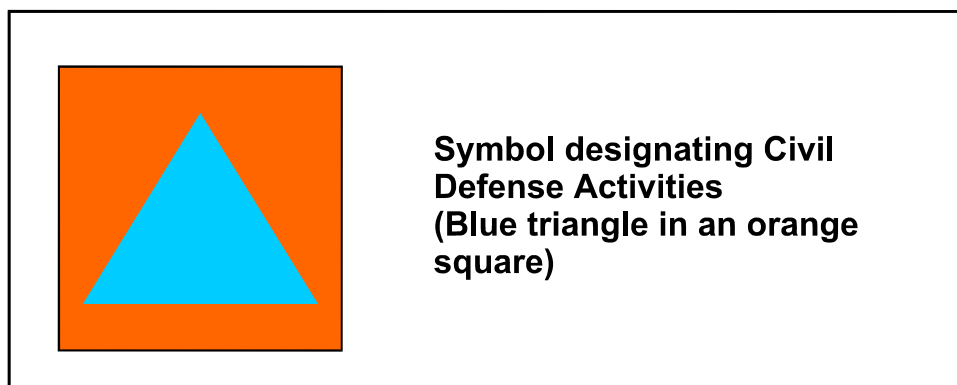 Symbol designating Civil
Defense Activities
(Blue triangle in an orange
square)